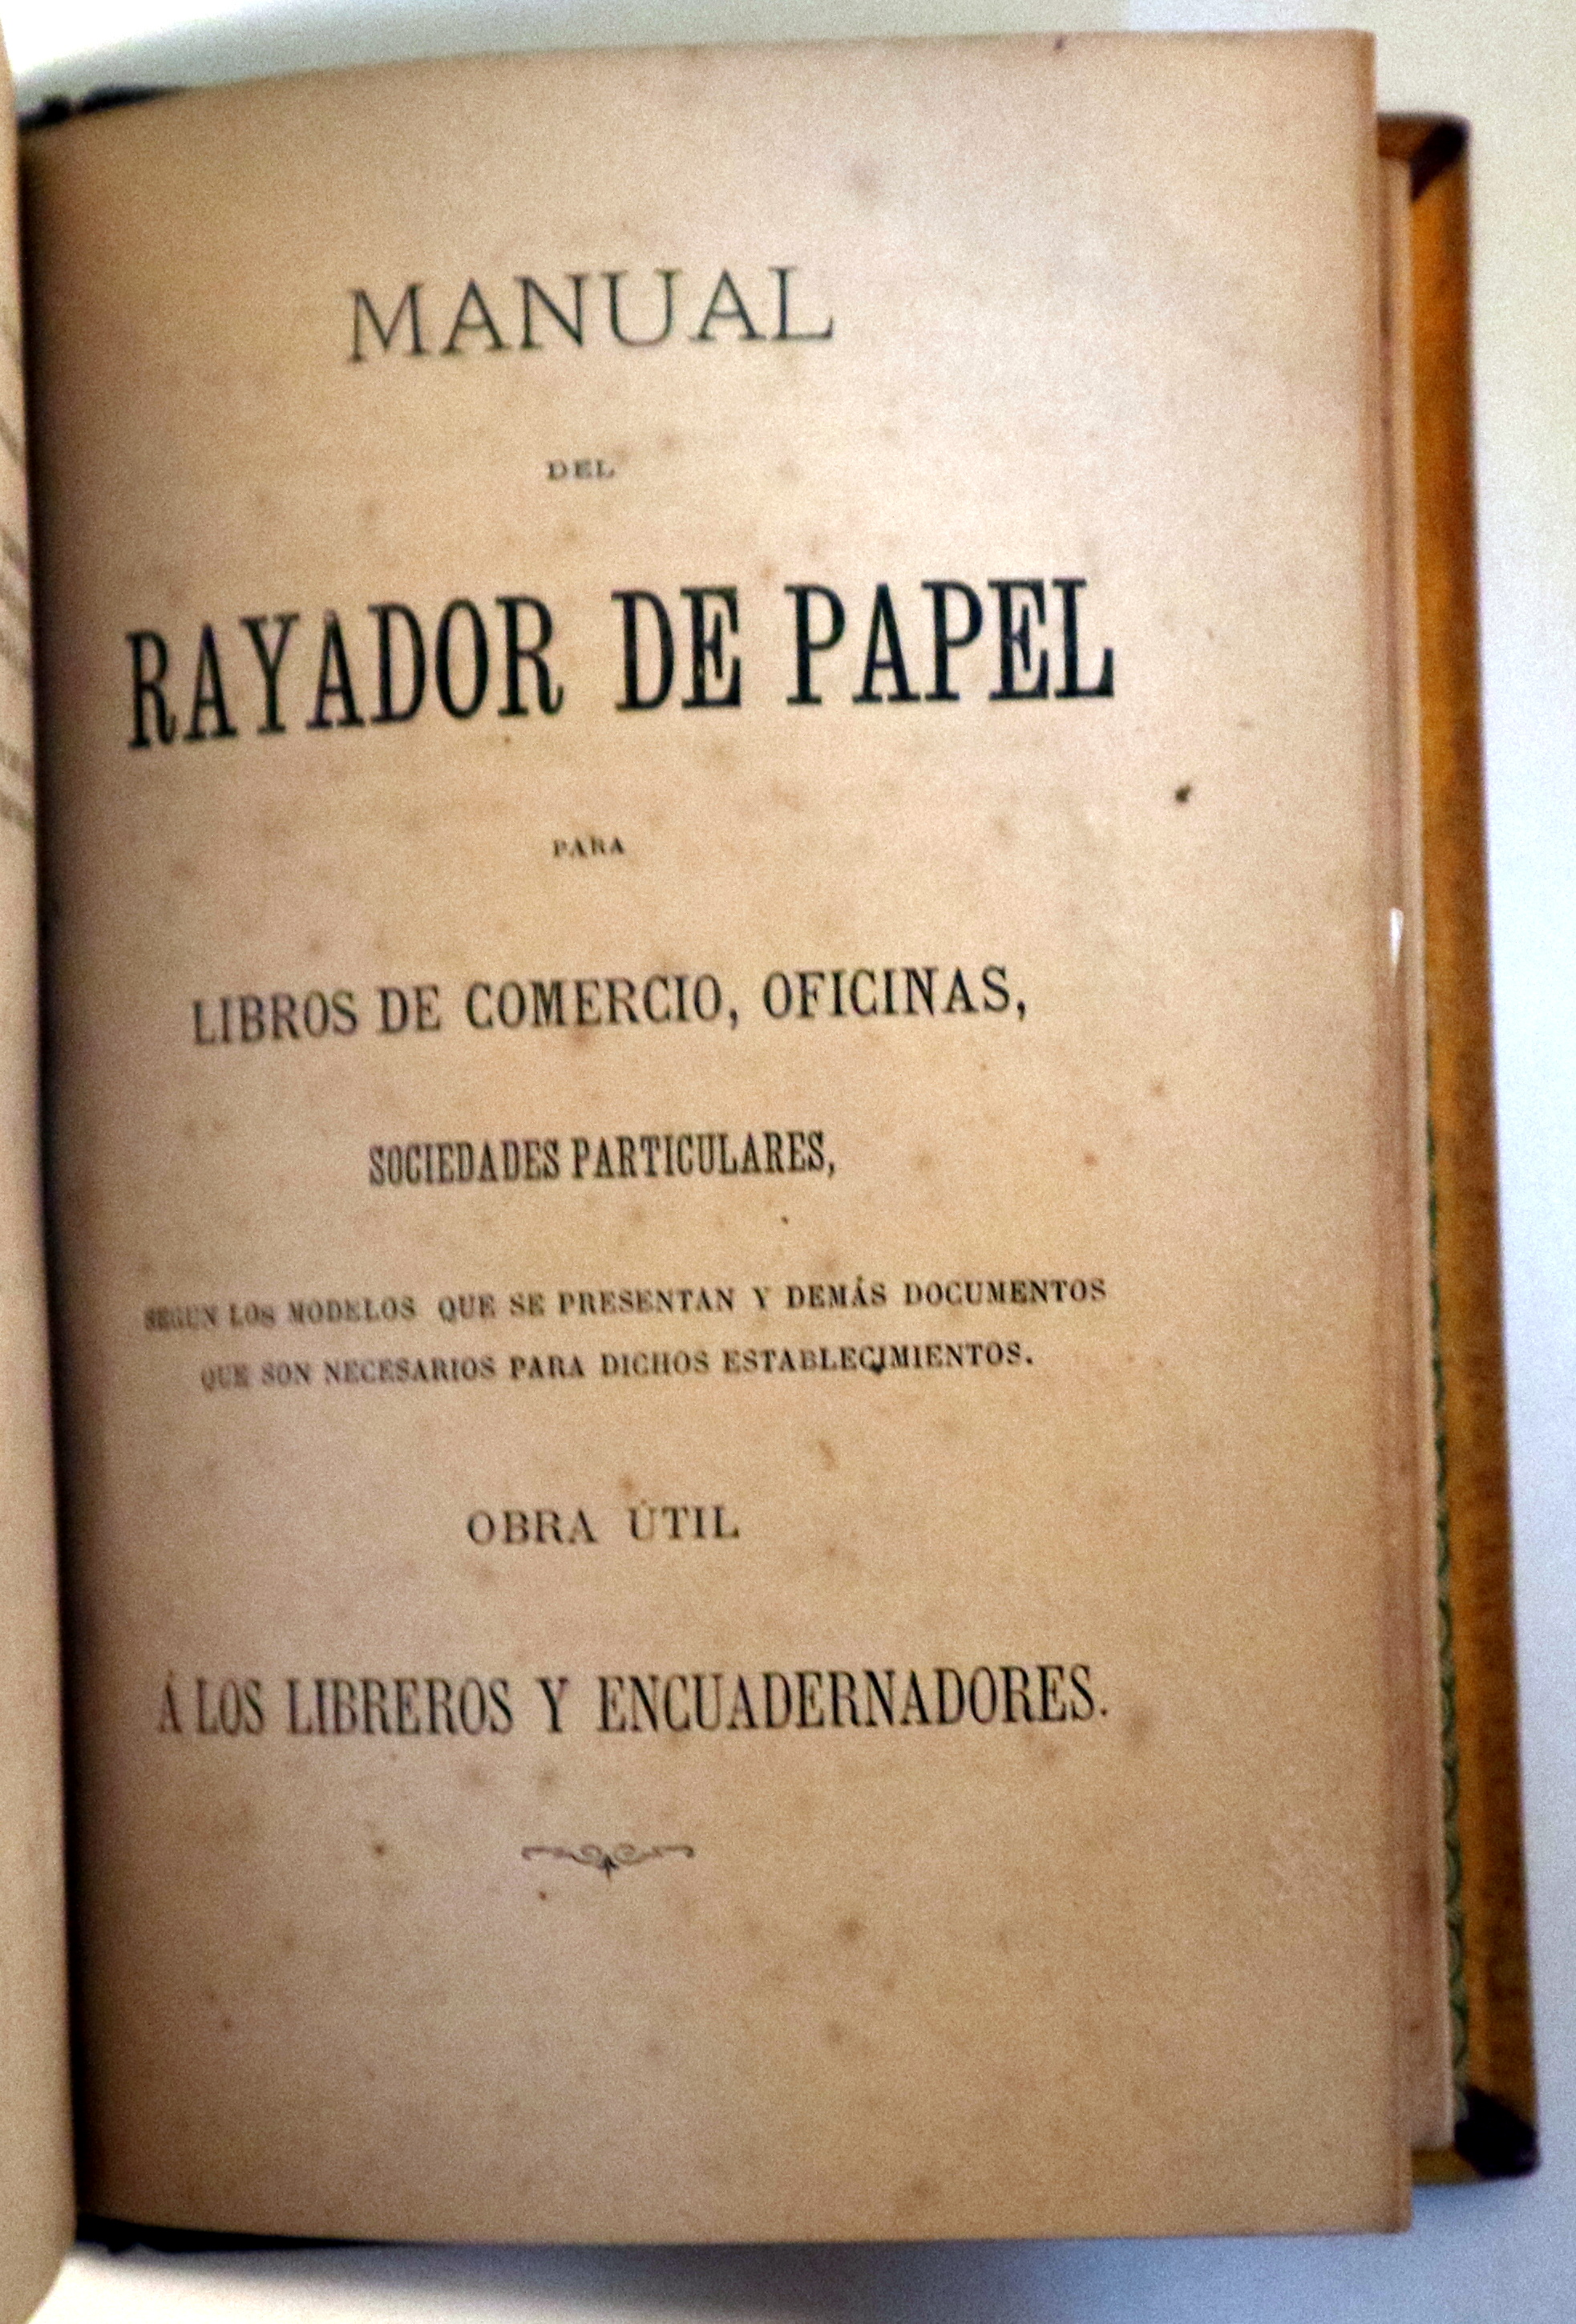 MANUAL
DEL
RAYADOR DE PAPEL
PARA
LIBROS DE COMERCIO, OFICINAS,
SOCIEDADES PARTICULARES,
SEGUN LOS MODELOS QUE SE PRESENTAN Y DEMÁS DOCUMENTOS
QUE SON NECESARIOS PARA DICHOS ESTABLECIMIENTOS.
OBRA ÚTIL
Á LOS LIBREROS Y ENCUADERNADORES.